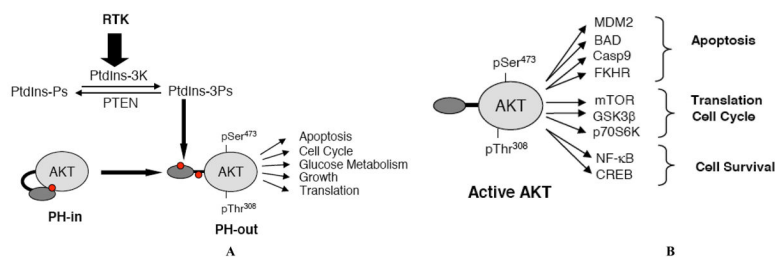 RTK
PtdIns-3K
PtdIns-Ps
PtdIns-3Ps
PTEN
pSer473
AKT
AKT
Apoptosis
Cell Cycle
Glucose Metabolism
Growth
Translation
pThr308
PH-in
PH-out
A
MDM2
BAD
Casp9
FKHR
Apoptosis
pSer473
AKT
mTOR
GSK3β
p70S6K
Translation
Cell Cycle
pThr308
NF-κB
CREB
Cell Survival
Active AKT
B